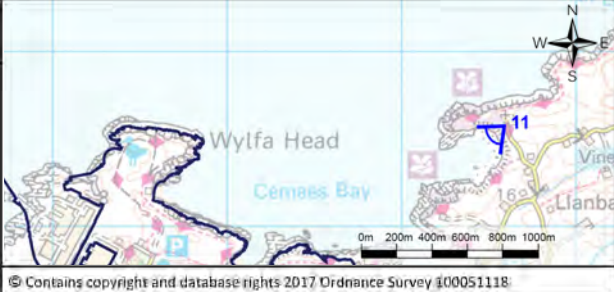 N
W E
S
11
Wylfa Head
Vine
Cemaes Bay
16
Llanba
P
0m 200m 400m 600m 800m 1000m
© Contains copyright and database rights 2017 Ordnance Survey 100051118